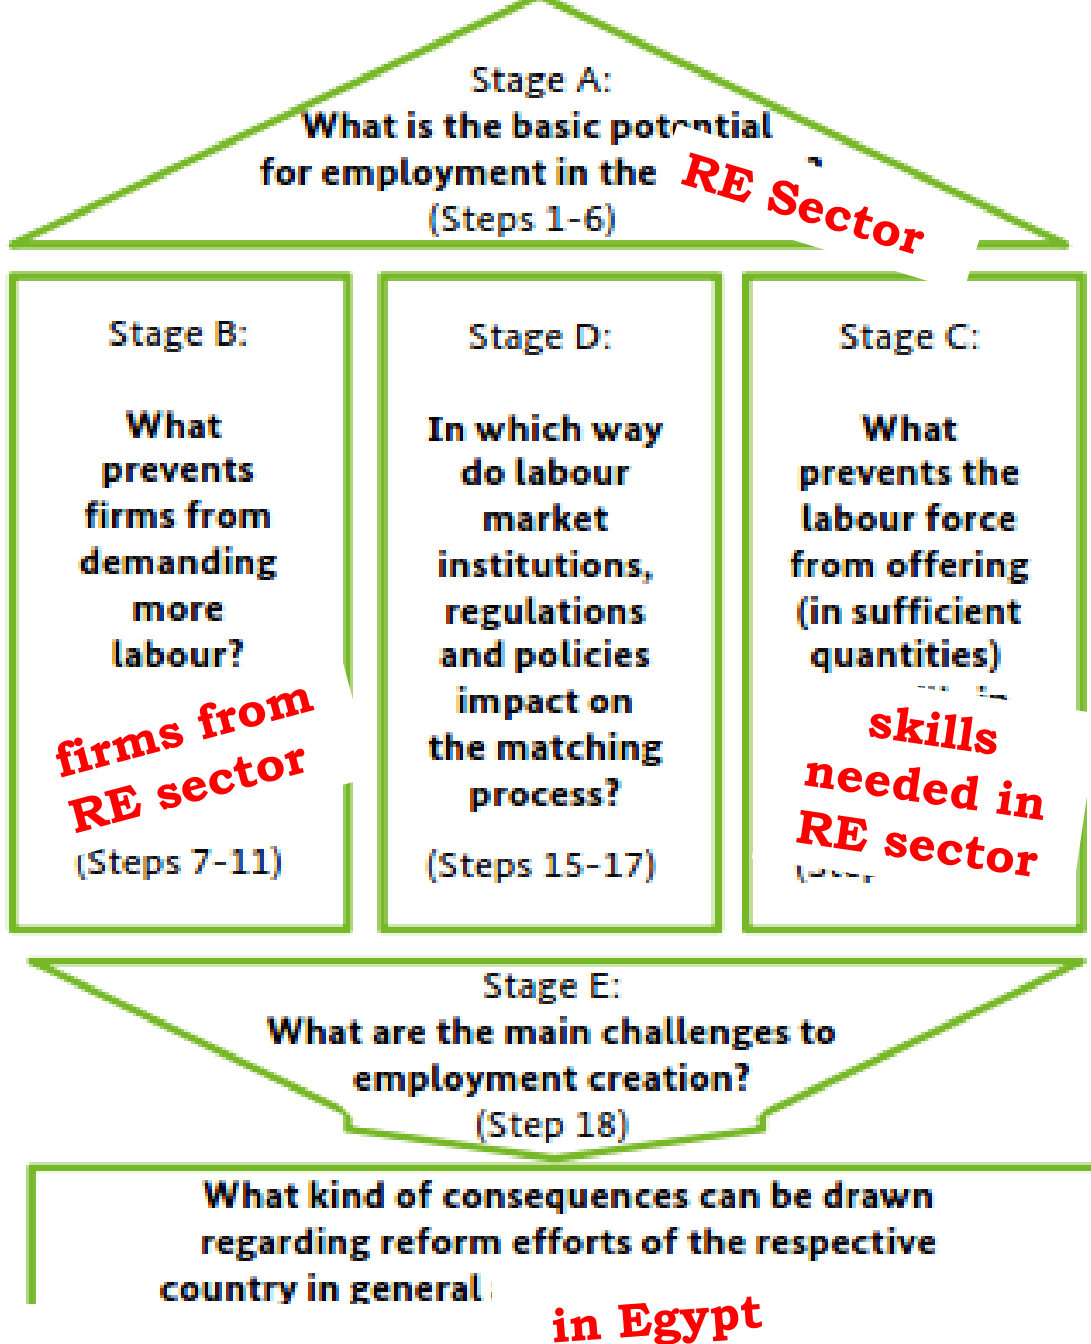 Stage A:
What is the basic potential
for employment in the
RE Sector
(Steps 1-6)
Stage B:
What
prevents
firms from
demanding
more
labour?
firms from
RE sector
(Steps 7-11)
Stage D:
In which way
do labour
market
institutions,
regulations
and policies
impact on
the matching
process?
(Steps 15-17)
Stage C:
What
prevents the
labour force
from offering
(in sufficient
quantities)
skills
needed in
RE sector
Stage E:
What are the main challenges to
employment creation?
(Step 18)
What kind of consequences can be drawn
regarding reform efforts of the respective
country in general
in Egypt